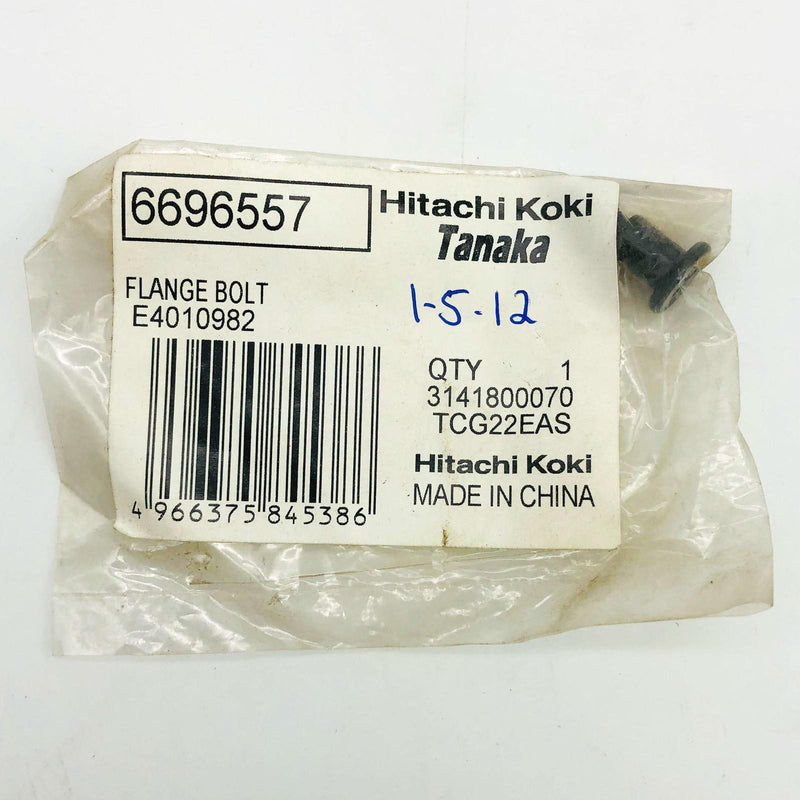 6696557
Hitachi Koki
Tanaka
FLANGE BOLT
E4010982
1-5-12
QTY 1
3141800070
TCG22EAS
Hitachi Koki
MADE IN CHINA
4 966375 845386